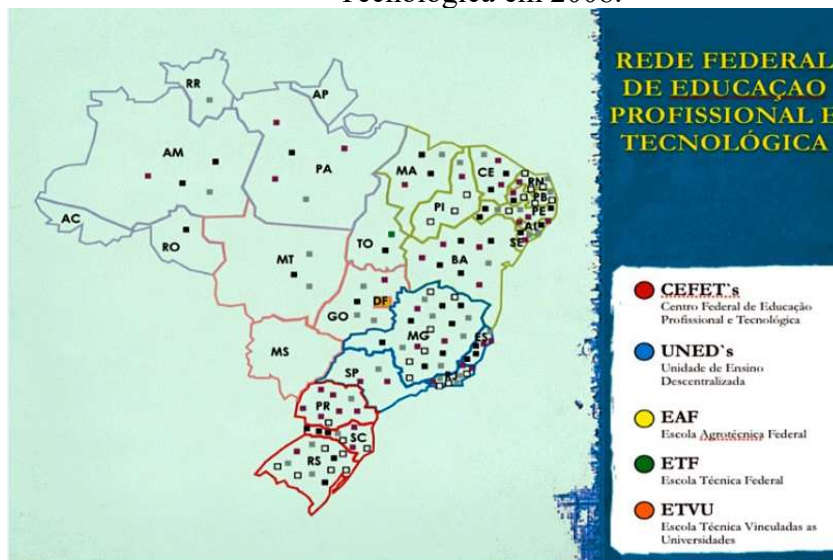 Tecnológica em 2008.
REDE FEDERAL
DE EDUCAÇAO
PROFISSIONAL E
TECNOLÓGICA
RR
AP
AM
PA
MA
CE
RN
PB
PE
AL
SE
PI
AC
RO
TO
MT
BA
DF
GO
MG
ES
MS
SP
RJ
PR
SC
RS
CEFET`s
Centro Federal de Educação
Profissional e Tecnológica
UNED`s
Unidade de Ensino
Descentralizada
EAF
Escola Agrotécnica Federal
ETF
Escola Técnica Federal
ETVU
Escola Técnica Vinculadas as
Universidades